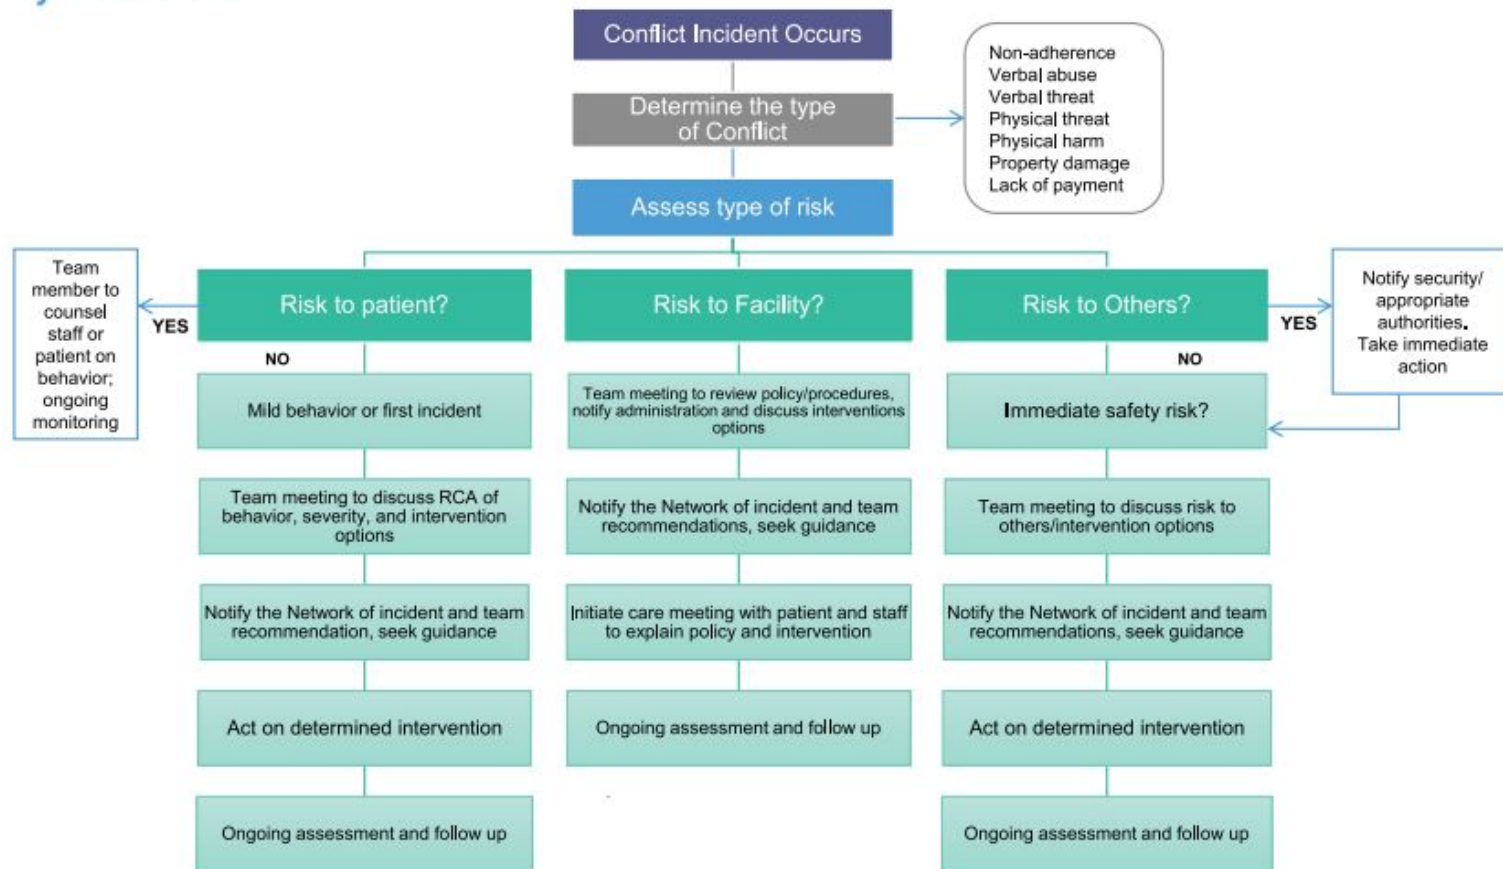 Conflict Incident Occurs
Determine the type
of Conflict
Non-adherence
Verbal abuse
Verbal threat
Physical threat
Physical harm
Property damage
Lack of payment
Assess type of risk
Team
member to
counsel
staff or
patient on
behavior;
ongoing
monitoring
YES
Risk to patient?
NO
Mild behavior or first incident
Team meeting to discuss RCA of
behavior, severity, and intervention
options
Notify the Network of incident and team
recommendation, seek guidance
Act on determined intervention
Ongoing assessment and follow up
Risk to Facility?
Team meeting to review policy/procedures,
notify administration and discuss interventions
options
Notify the Network of incident and team
recommendations, seek guidance
Initiate care meeting with patient and staff
to explain policy and intervention
Ongoing assessment and follow up
Risk to Others?
YES
Notify security/
appropriate
authorities.
Take immediate
action
NO
Immediate safety risk?
Team meeting to discuss risk to
others/intervention options
Notify the Network of incident and team
recommendations, seek guidance
Act on determined intervention
Ongoing assessment and follow up